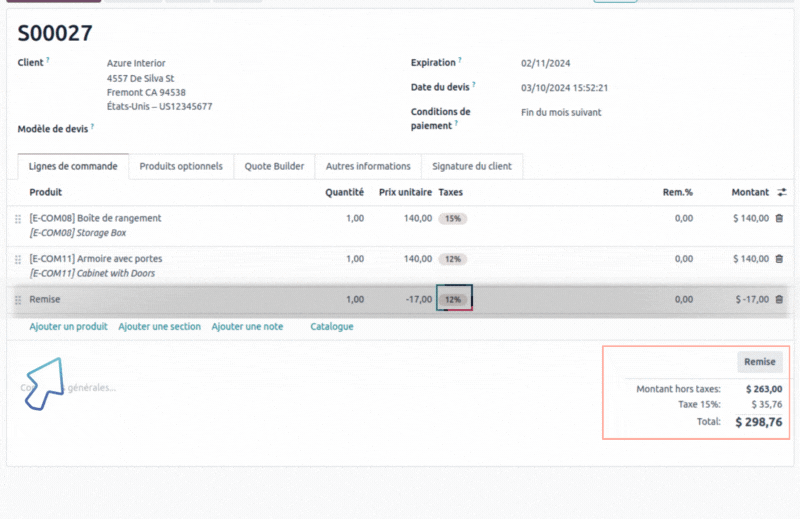 S00027
Client ?
Azure Interior
4557 De Silva St
Fremont CA 94538
États-Unis – US12345677
Modèle de devis ?
Expiration ? 02/11/2024
Date du devis ? 03/10/2024 15:52:21
Conditions de paiement ? Fin du mois suivant
Lignes de commande Produits optionnels Quote Builder Autres informations Signature du client
Produit Quantité Prix unitaire Taxes Rem.% Montant
[E-COM08] Boîte de rangement 1,00 140,00 15% 0,00 $ 140,00
[E-COM08] Storage Box
[E-COM11] Armoire avec portes 1,00 140,00 12% 0,00 $ 140,00
[E-COM11] Cabinet with Doors
Remise 1,00 -17,00 12% 0,00 $ -17,00
Ajouter un produit Ajouter une section Ajouter une note Catalogue
Remise
générales...
Montant hors taxes: $ 263,00
Taxe 15%: $ 35,76
Total: $ 298,76